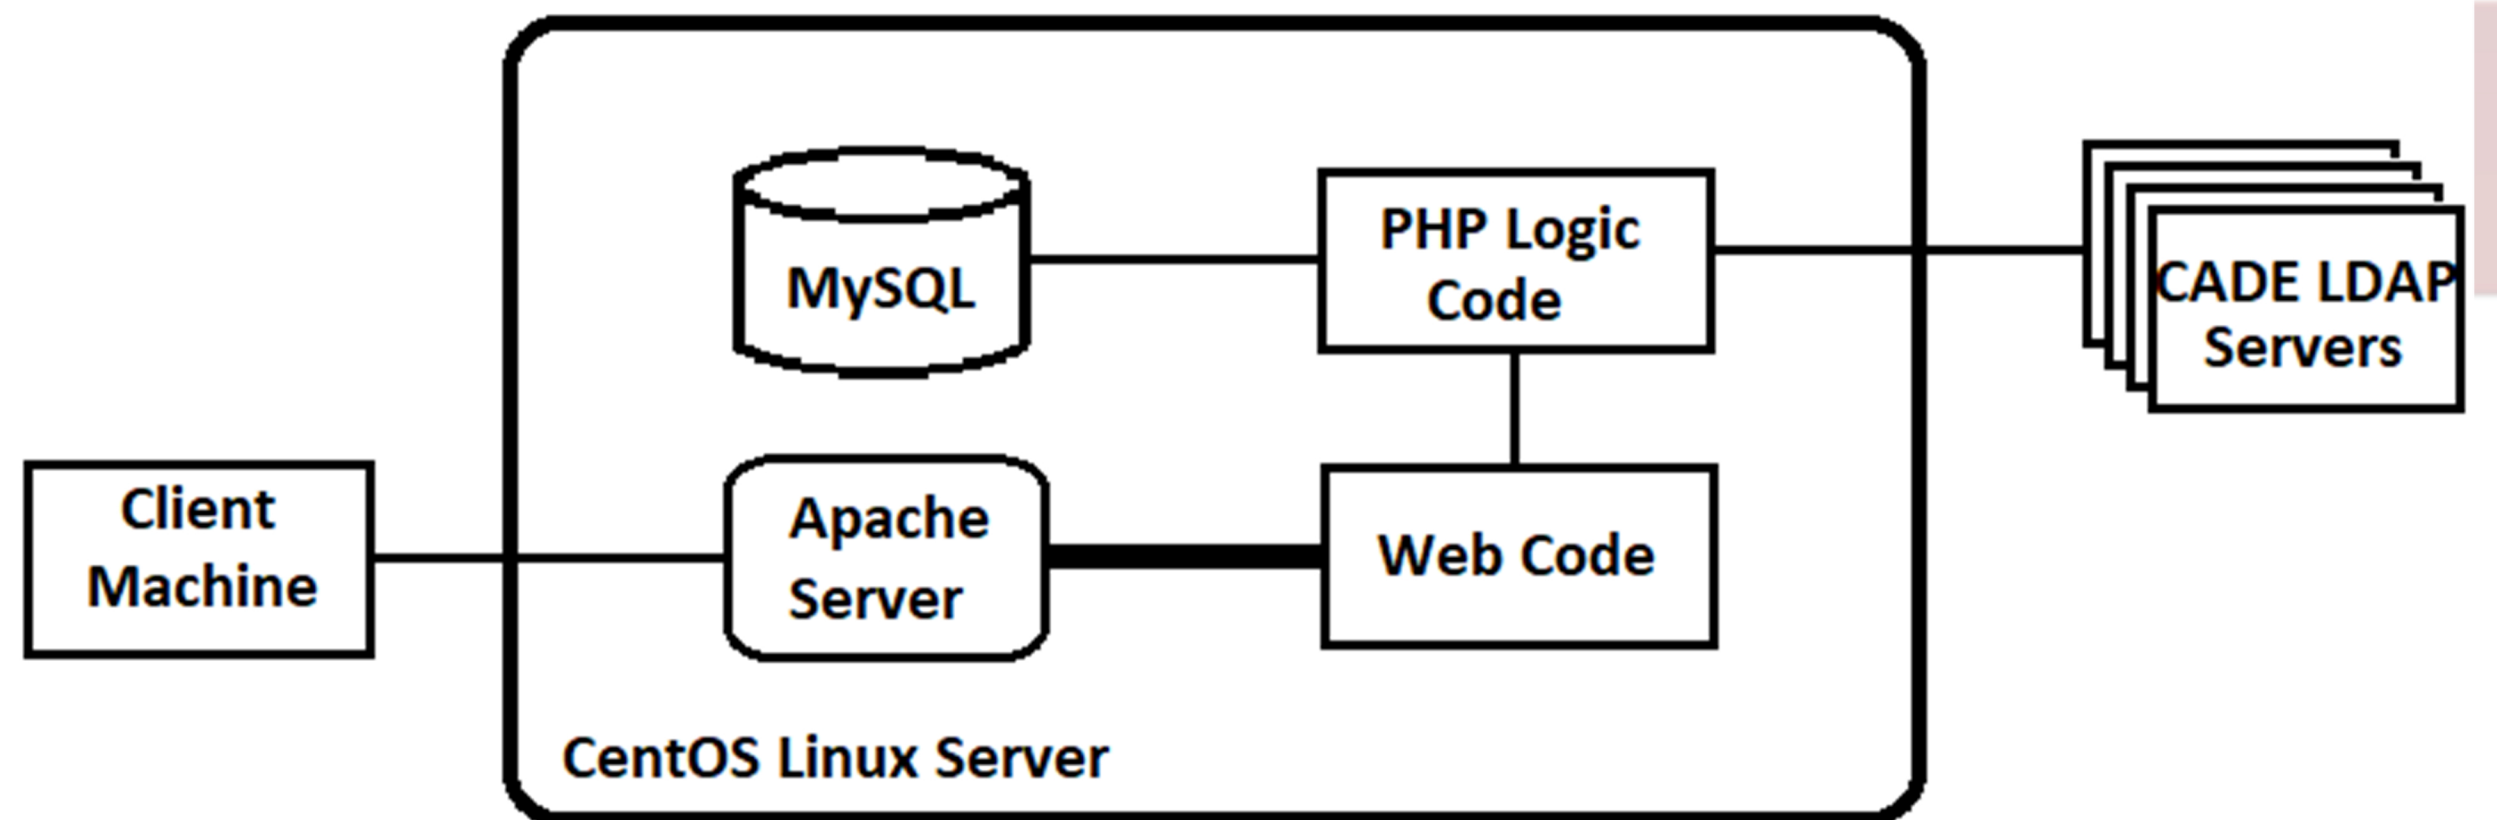 MySQL
PHP Logic
Code
CADE LDAP
Servers
Client
Machine
Apache
Server
Web Code
CentOS Linux Server